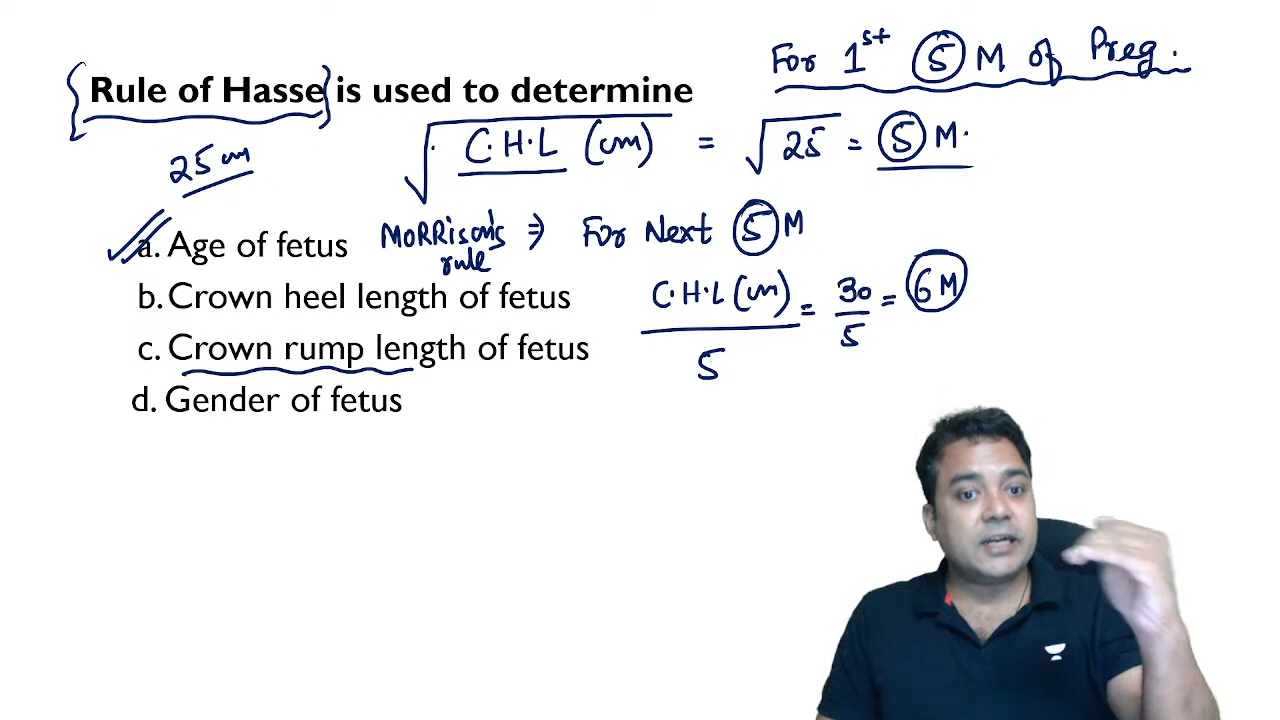 For 1st 5 M of Preg.
Rule of Hasse is used to determine
√C.H.L (cm) = √25 = 5 M.
25 cm
a. Age of fetus
MORRison's ⇒ For Next 5 M
rule
b. Crown heel length of fetus
C.H.L (cm) / 5 = 30 / 5 = 6 M
c. Crown rump length of fetus
d. Gender of fetus